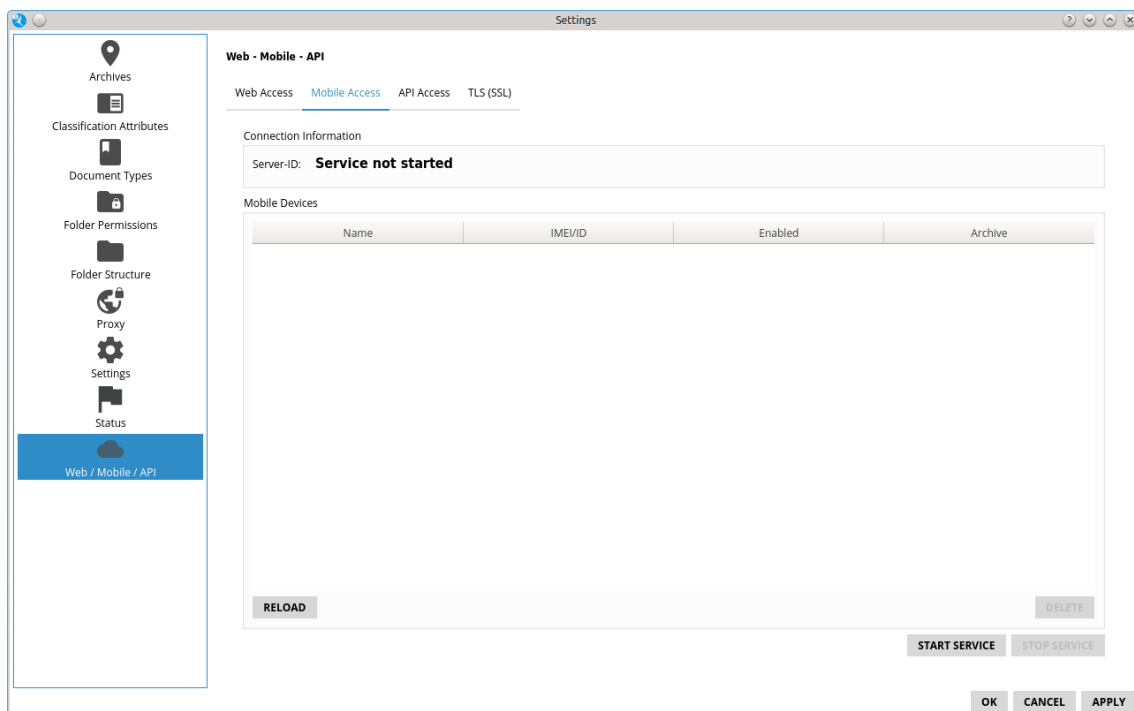 Settings
Archives
Classification Attributes
Document Types
Folder Permissions
Folder Structure
Proxy
Settings
Status
Web / Mobile / API
Web - Mobile - API
Web Access Mobile Access API Access TLS (SSL)
Connection Information
Server-ID: Service not started
Mobile Devices
Name IMEI/ID Enabled Archive
RELOAD DELETE
START SERVICE STOP SERVICE
OK CANCEL APPLY